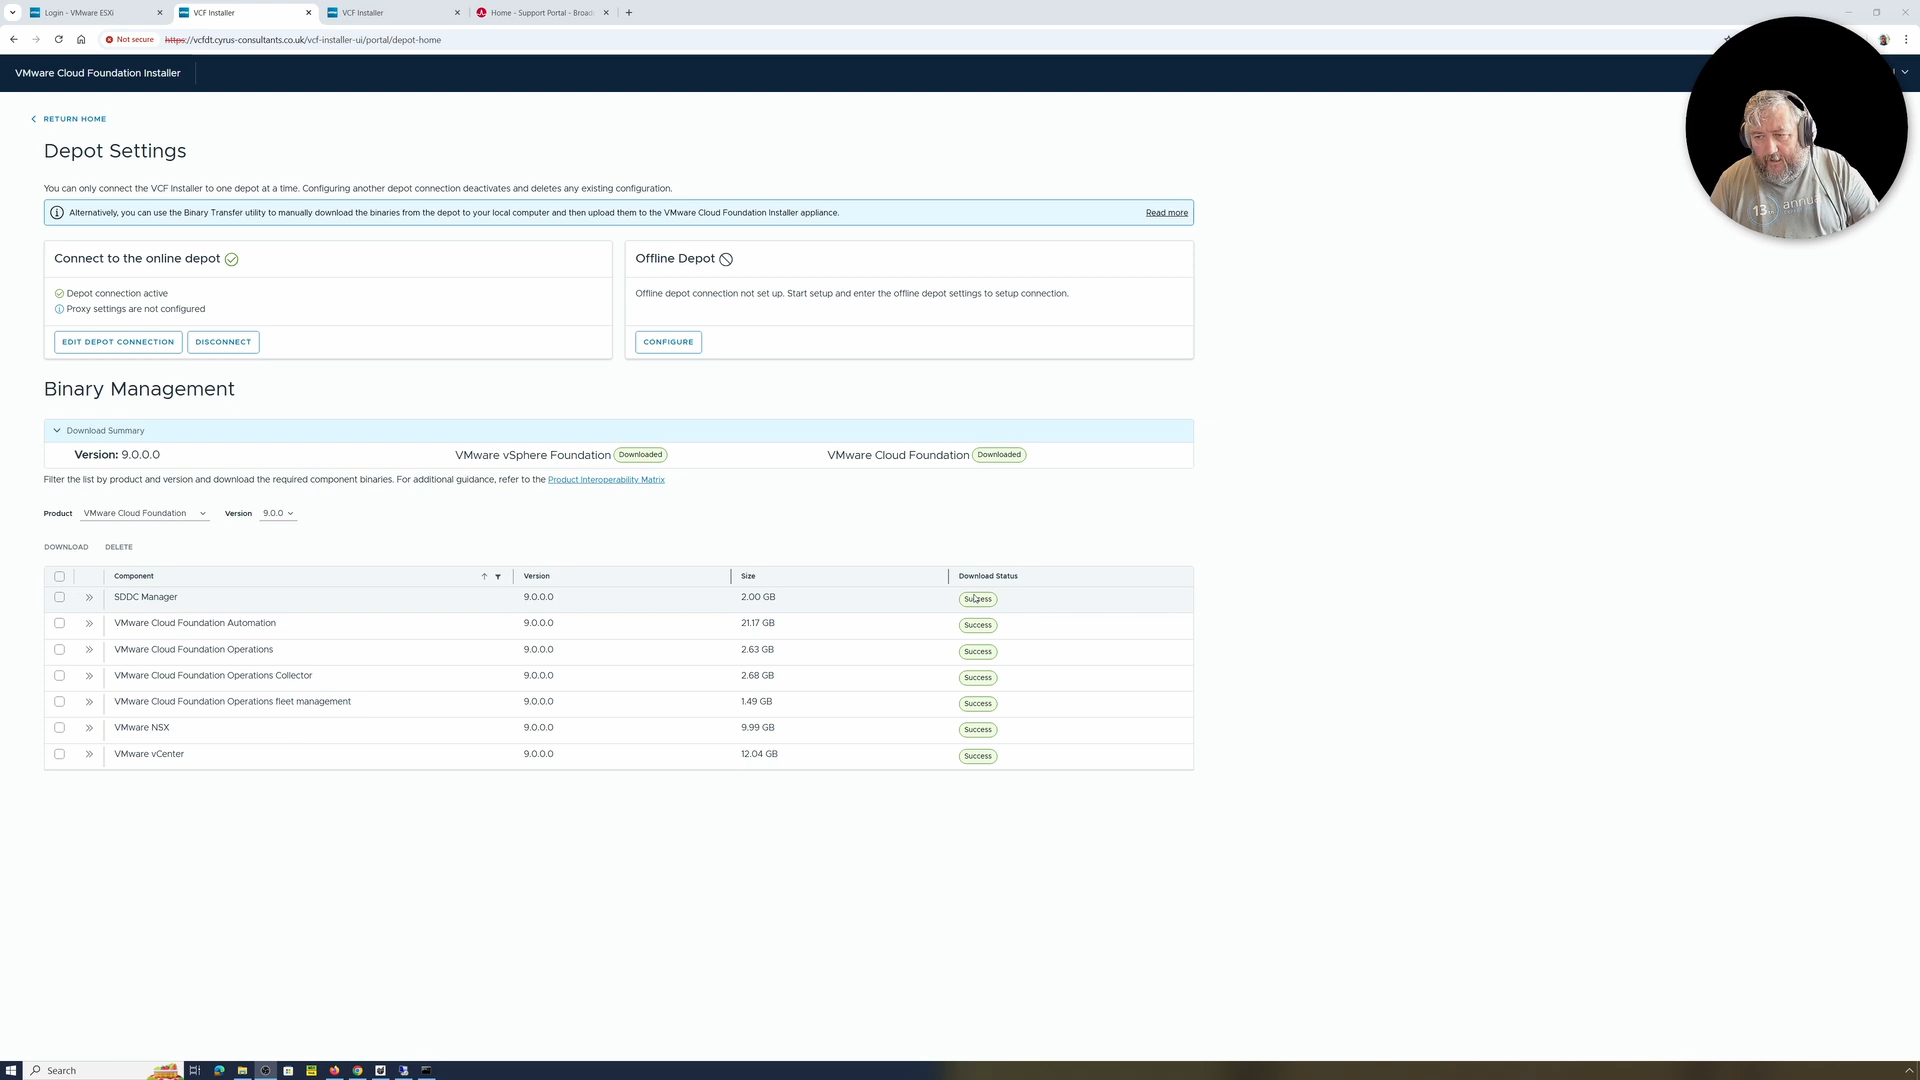 Login - VMware ESXi
VCF Installer
VCF Installer
Home - Support Portal - Broad
Not secure
https://vcfdt.cyrus-consultants.co.uk/vcf-installer-ui/portal/depot-home
VMware Cloud Foundation Installer
RETURN HOME
Depot Settings
You can only connect the VCF Installer to one depot at a time. Configuring another depot connection deactivates and deletes any existing configuration.
Alternatively, you can use the Binary Transfer utility to manually download the binaries from the depot to your local computer and then upload them to the VMware Cloud Foundation Installer appliance.
Read more
Connect to the online depot
Depot connection active
Proxy settings are not configured
EDIT DEPOT CONNECTION
DISCONNECT
Offline Depot
Offline depot connection not set up. Start setup and enter the offline depot settings to setup connection.
CONFIGURE
13th annual
Binary Management
Download Summary
Version: 9.0.0.0
VMware vSphere Foundation Downloaded
VMware Cloud Foundation Downloaded
Filter the list by product and version and download the required component binaries. For additional guidance, refer to the Product Interoperability Matrix
Product VMware Cloud Foundation Version 9.0.0
DOWNLOAD DELETE
Component Version Size Download Status
SDDC Manager 9.0.0.0 2.00 GB Success
VMware Cloud Foundation Automation 9.0.0.0 21.17 GB Success
VMware Cloud Foundation Operations 9.0.0.0 2.63 GB Success
VMware Cloud Foundation Operations Collector 9.0.0.0 2.68 GB Success
VMware Cloud Foundation Operations fleet management 9.0.0.0 1.49 GB Success
VMware NSX 9.0.0.0 9.99 GB Success
VMware vCenter 9.0.0.0 12.04 GB Success
Search